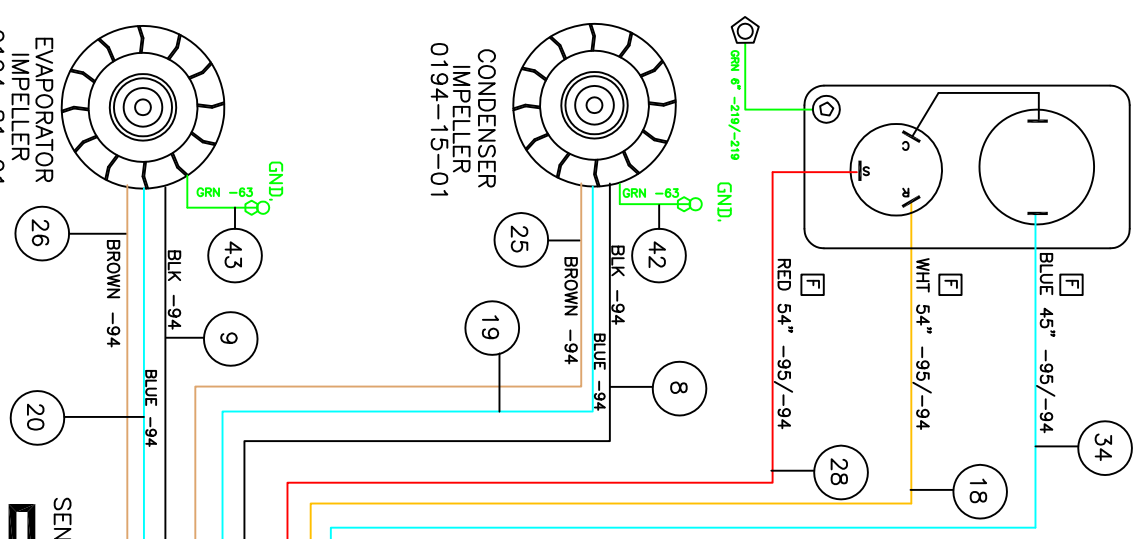 EVAPORATOR
IMPELLER
CONDENSER
IMPELLER
0194-15-01
GRN 6" -219/-219
C
S
R
GND.
GRN -63
43
GND.
GRN -63
42
26
BROWN -94
BLK -94
9
BLUE -94
20
25
BROWN -94
BLK -94
BLUE -94
19
8
F
RED 54" -95/-94
28
F
WHT 54" -95/-94
18
F
BLUE 45" -95/-94
34